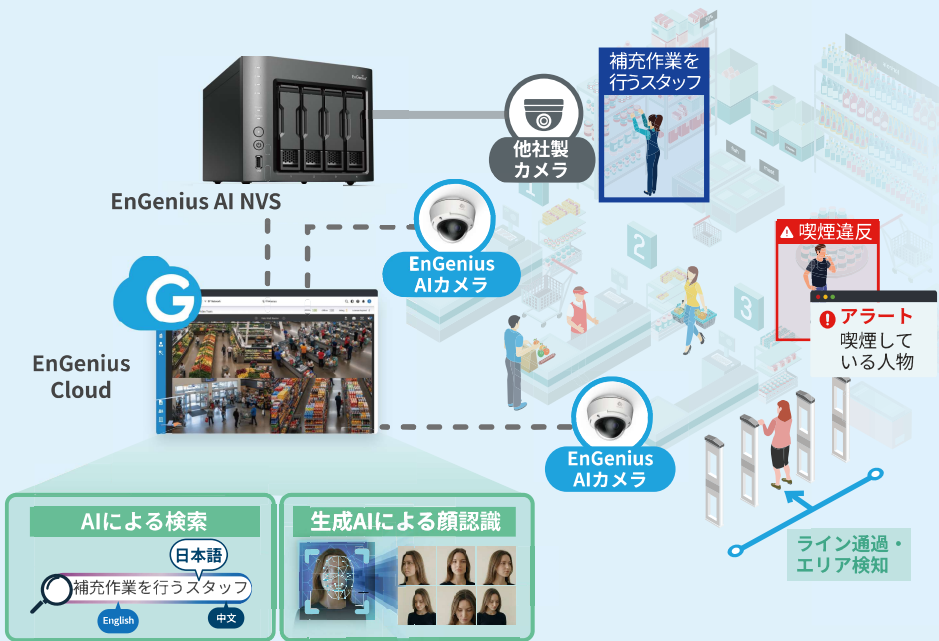 補充作業を
行うスタッフ
EnGenius AI NVS
他社製
カメラ
EnGenius
AIカメラ
1
2
3
喫煙違反
アラート
喫煙して
いる人物
G
EnGenius
Cloud
EnGenius
AIカメラ
ライン通過・
エリア検知
AIによる検索
日本語
補充作業を行うスタッフ
English
中文
生成AIによる顔認識